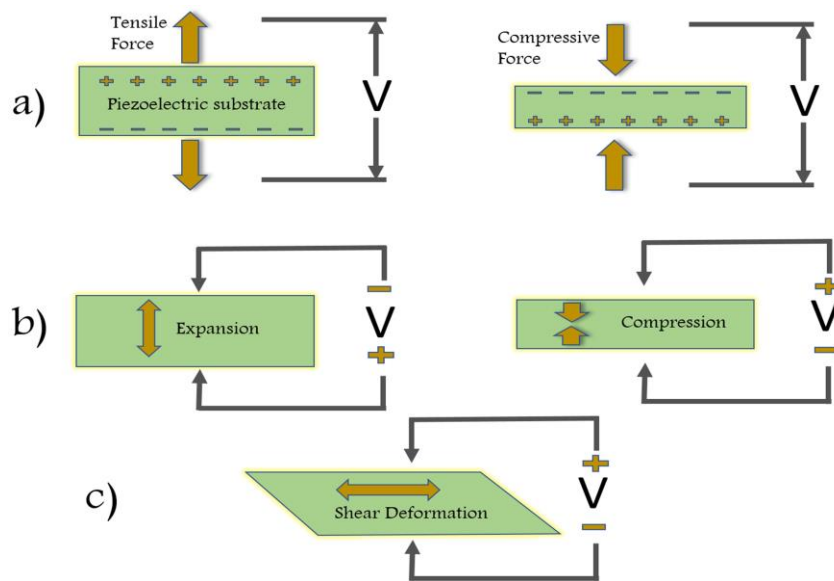 Tensile
Force
+ + + + + + +
Piezoelectric substrate
− − − − − − −
V
a)
Compressive
Force
− − − − − − −
+ + + + + + +
V
b)
Expansion
−
V
+
Compression
+
V
−
c)
Shear Deformation
+
V
−